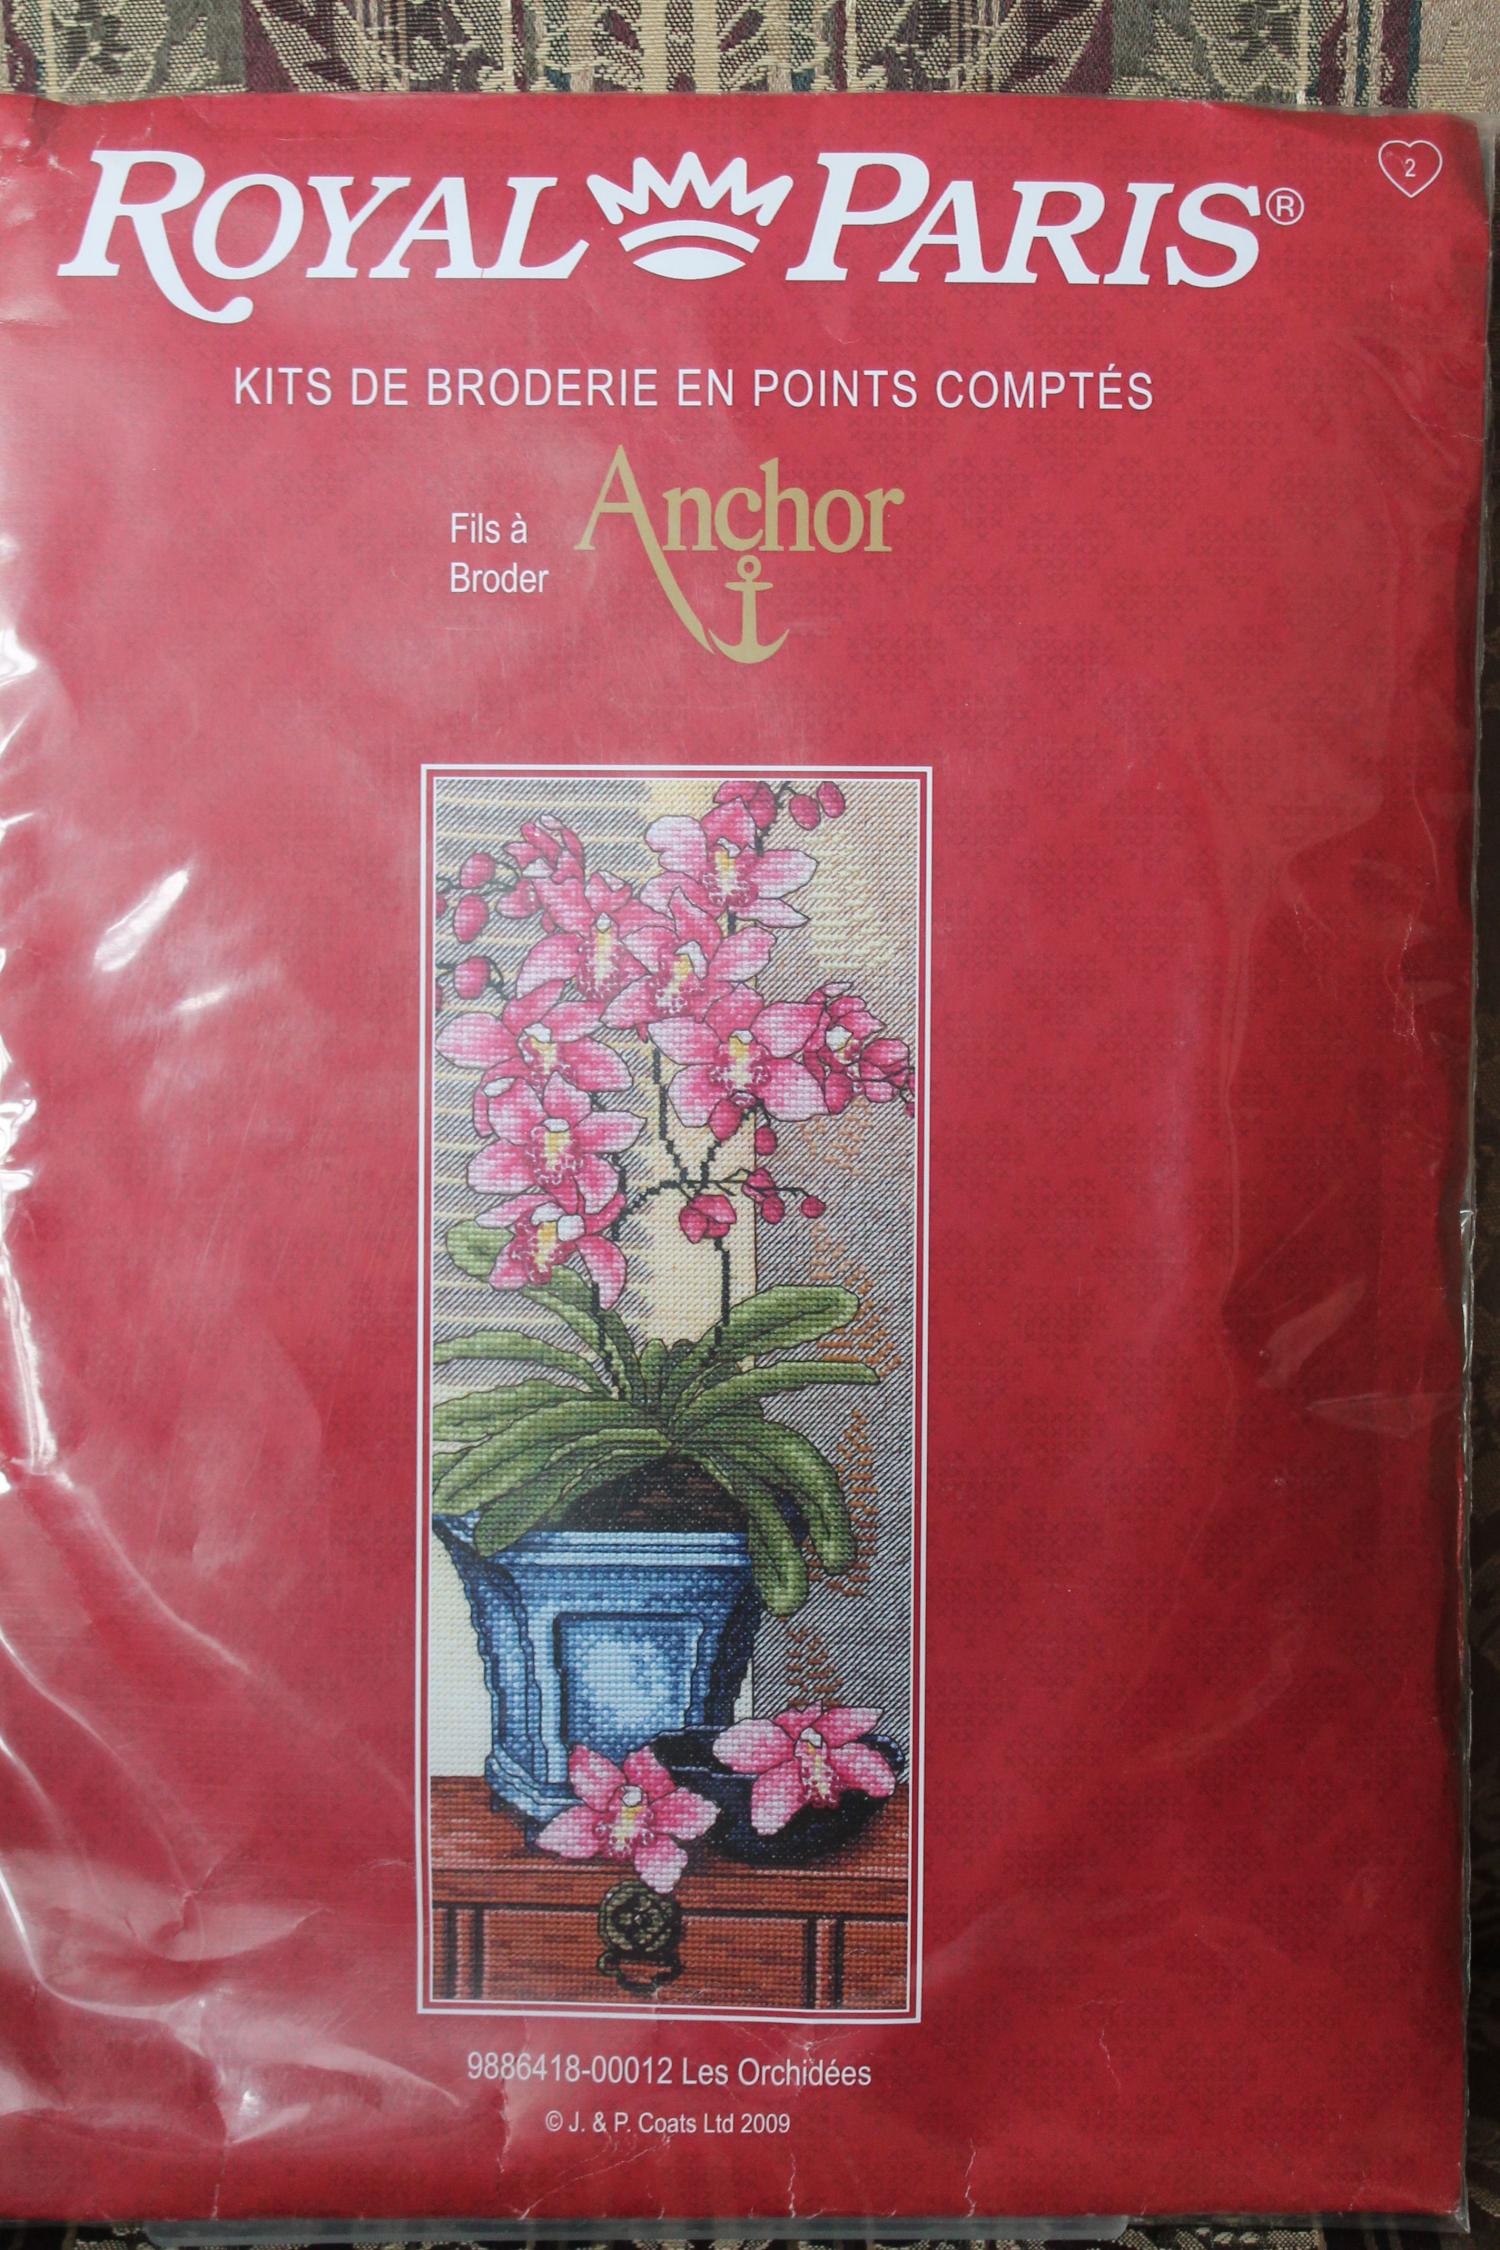 2
ROYAL PARIS®
KITS DE BRODERIE EN POINTS COMPTÉS
Fils à
Broder
Anchor
9886418-00012 Les Orchidées
© J. & P. Coats Ltd 2009